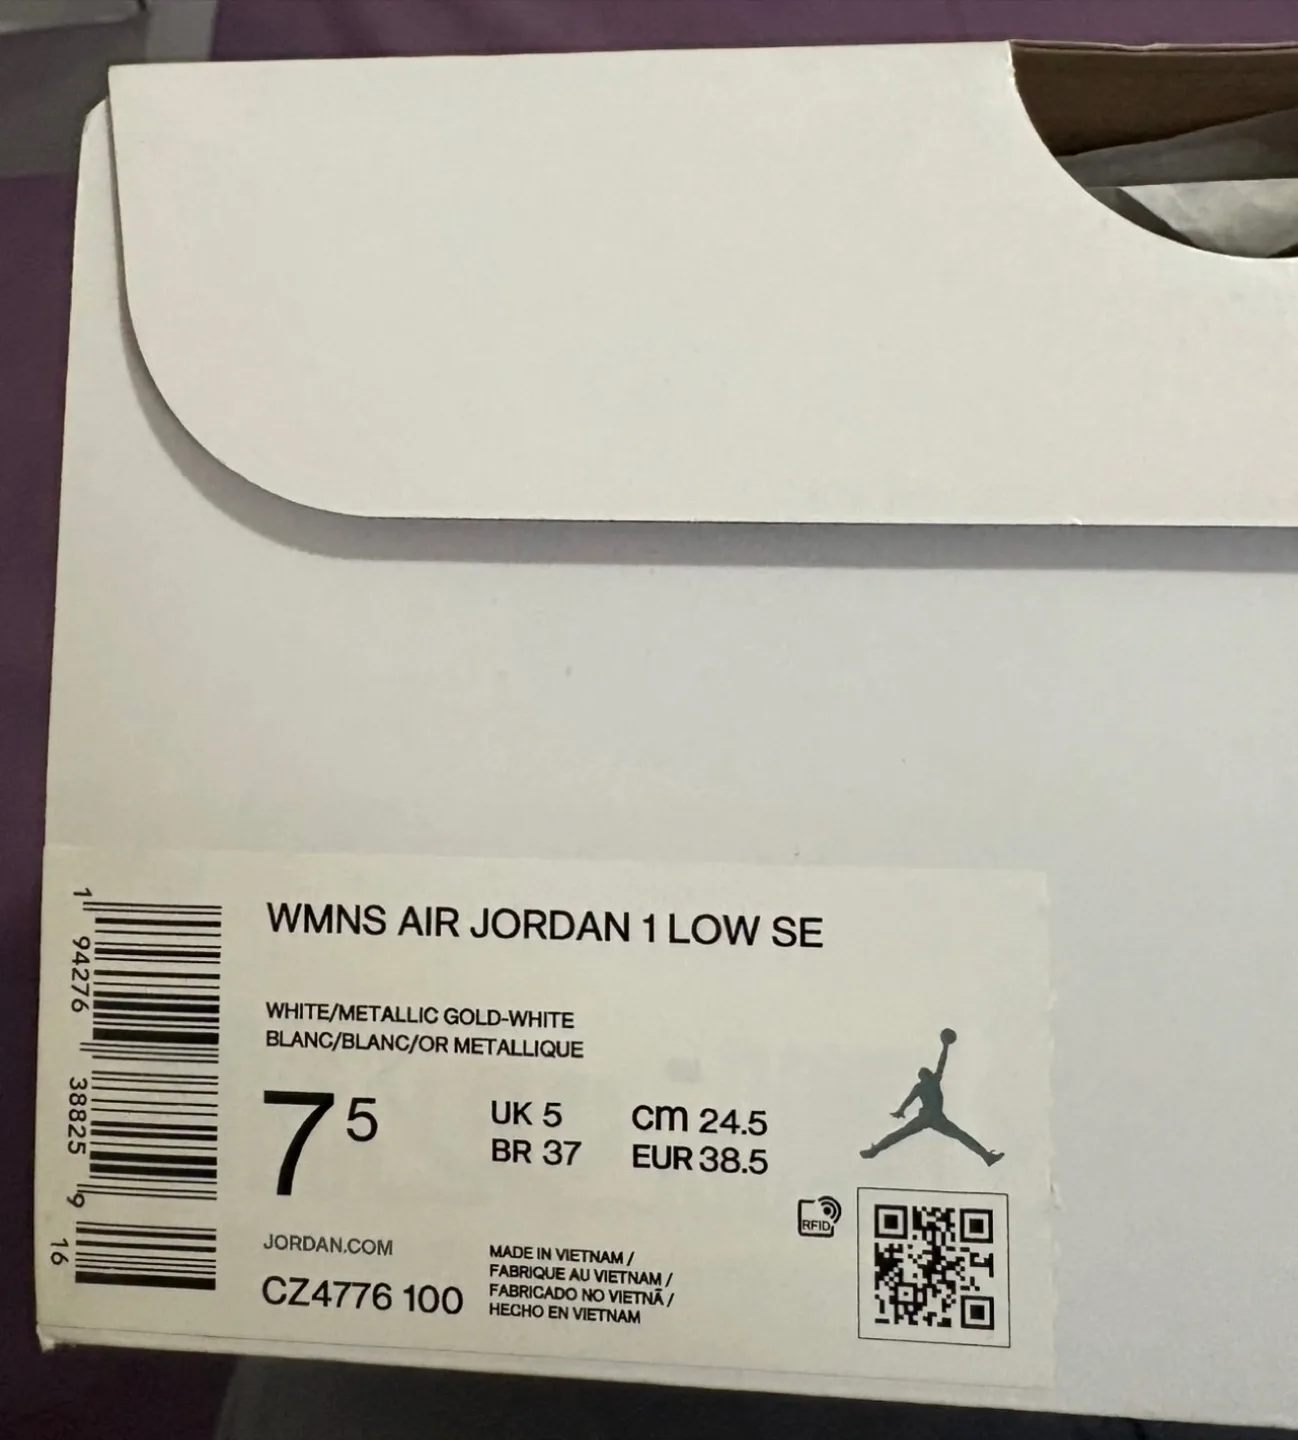 WMNS AIR JORDAN 1 LOW SE
WHITE/METALLIC GOLD-WHITE
BLANC/BLANC/OR METALLIQUE
7 5
UK 5
CM 24.5
BR 37
EUR 38.5
JORDAN.COM
CZ4776 100
MADE IN VIETNAM /
FABRIQUE AU VIETNAM /
FABRICADO NO VIETNÃ /
HECHO EN VIETNAM
RFID
1 94276 38825 9 16